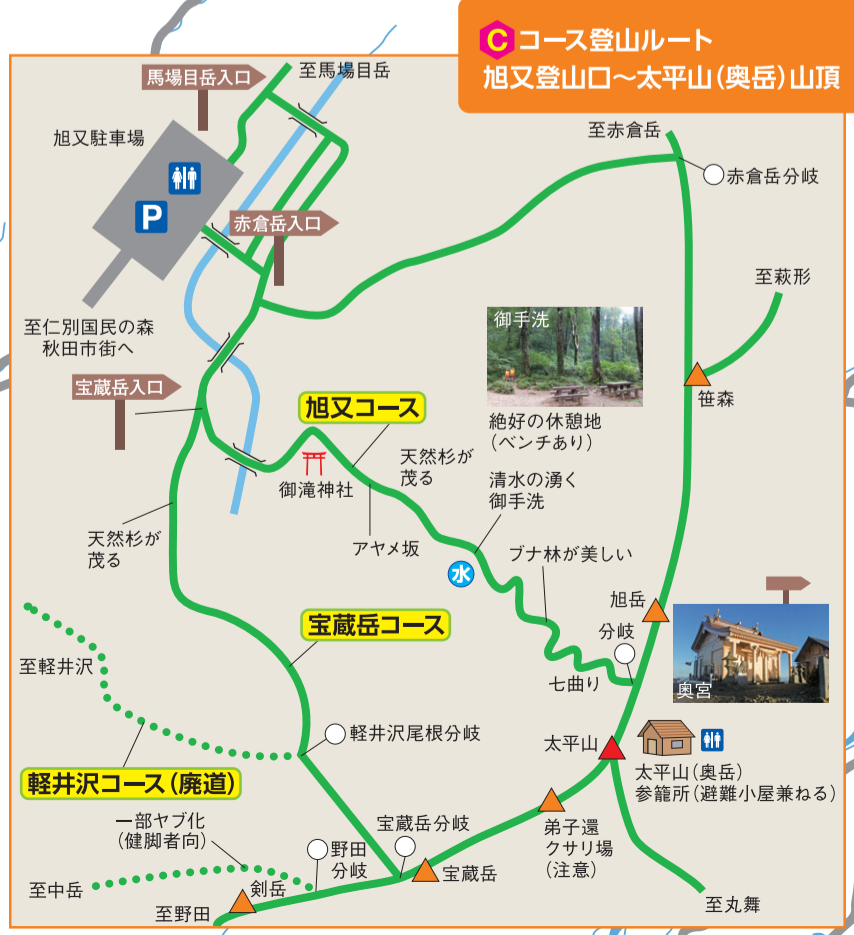 C コース登山ルート
旭又登山口~太平山(奥岳)山頂
馬場目岳入口
至馬場目岳
旭又駐車場
P
赤倉岳入口
至赤倉岳
赤倉岳分岐
至萩形
至仁別国民の森
秋田市街へ
宝蔵岳入口
御手洗
絶好の休憩地
(ベンチあり)
笹森
旭又コース
御滝神社
天然杉が
茂る
清水の湧く
御手洗
アヤメ坂
天然杉が
茂る
水
ブナ林が美しい
旭岳
分岐
七曲り
奥宮
宝蔵岳コース
至軽井沢
軽井沢尾根分岐
軽井沢コース(廃道)
太平山
太平山(奥岳)
参籠所(避難小屋兼ねる)
一部ヤブ化
(健脚者向)
宝蔵岳分岐
野田
分岐
弟子還
クサリ場
(注意)
宝蔵岳
至中岳
剣岳
至野田
至丸舞